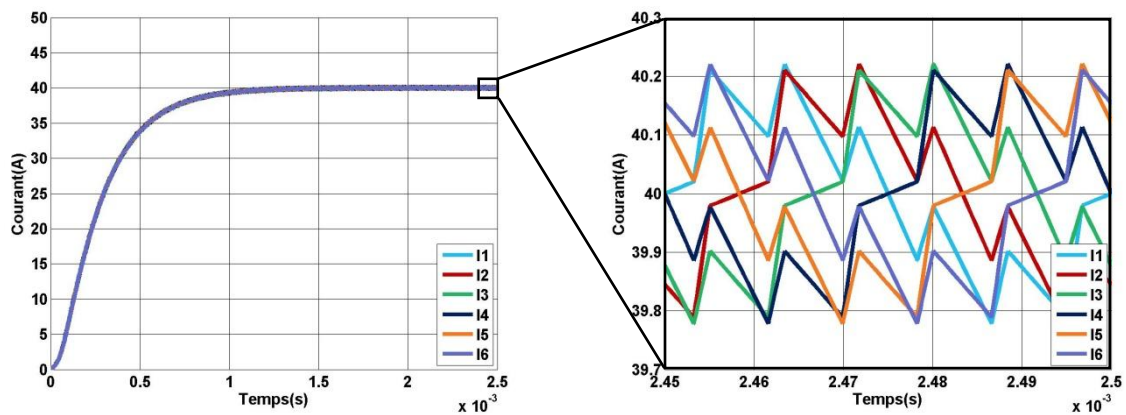 50
45
40
35
30
25
20
15
10
5
0
Courant(A)
0 0.5 1 1.5 2 2.5
Temps(s)
x 10-3
I1
I2
I3
I4
I5
I6
40.3
40.2
40.1
40
39.9
39.8
39.7
Courant(A)
2.45 2.46 2.47 2.48 2.49 2.5
Temps(s)
x 10-3
I1
I2
I3
I4
I5
I6